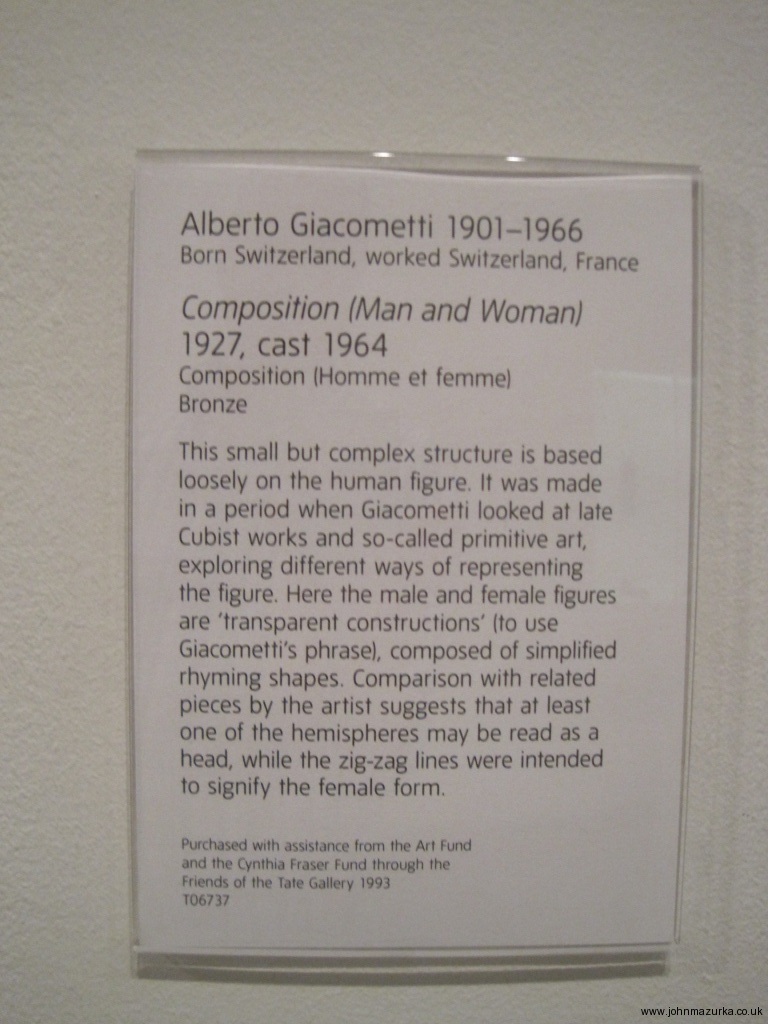 Alberto Giacometti 1901–1966
Born Switzerland, worked Switzerland, France
Composition (Man and Woman)
1927, cast 1964
Composition (Homme et femme)
Bronze
This small but complex structure is based
loosely on the human figure. It was made
in a period when Giacometti looked at late
Cubist works and so-called primitive art,
exploring different ways of representing
the figure. Here the male and female figures
are 'transparent constructions' (to use
Giacometti's phrase), composed of simplified
rhyming shapes. Comparison with related
pieces by the artist suggests that at least
one of the hemispheres may be read as a
head, while the zig-zag lines were intended
to signify the female form.
Purchased with assistance from the Art Fund
and the Cynthia Fraser Fund through the
Friends of the Tate Gallery 1993
T06737
www.johnmazurka.co.uk